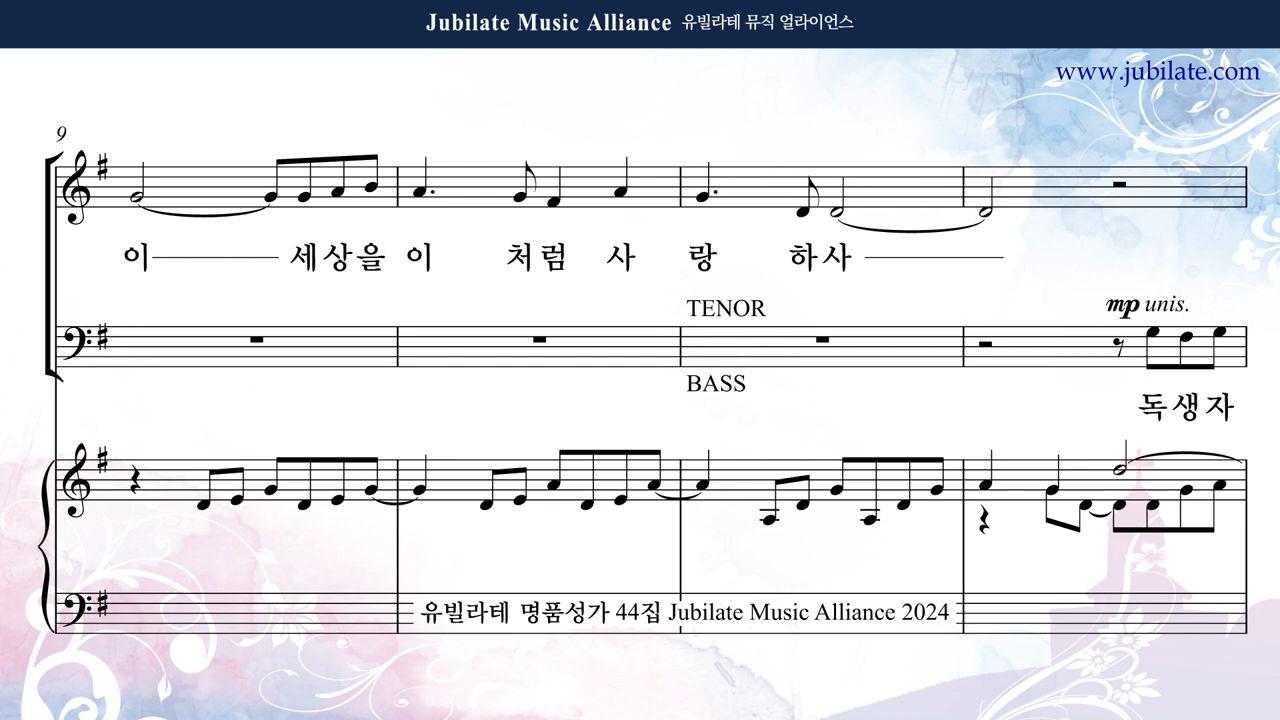 Jubilate Music Alliance 유빌라테 뮤직 얼라이언스
www.jubilate.com
9
이 세상을 이 처럼 사 랑 하사
TENOR
mp unis.
BASS
독생자
유빌라테 명품성가 44집 Jubilate Music Alliance 2024